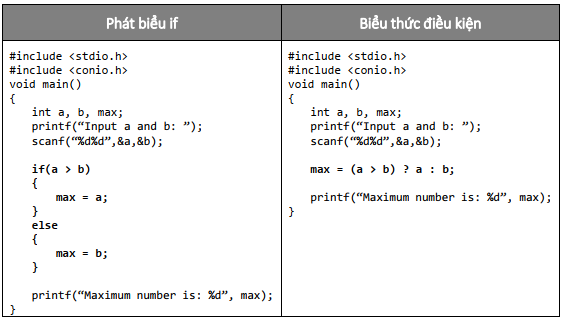 Phát biểu if
#include <stdio.h>
#include <conio.h>
void main()
{
int a, b, max;
printf(“Input a and b: ”);
scanf(“%d%d”,&a,&b);
if(a > b)
{
max = a;
}
else
{
max = b;
}
printf(“Maximum number is: %d”, max);
}
Biểu thức điều kiện
#include <stdio.h>
#include <conio.h>
void main()
{
int a, b, max;
printf(“Input a and b: ”);
scanf(“%d%d”,&a,&b);
max = (a > b) ? a : b;
printf(“Maximum number is: %d”, max);
}